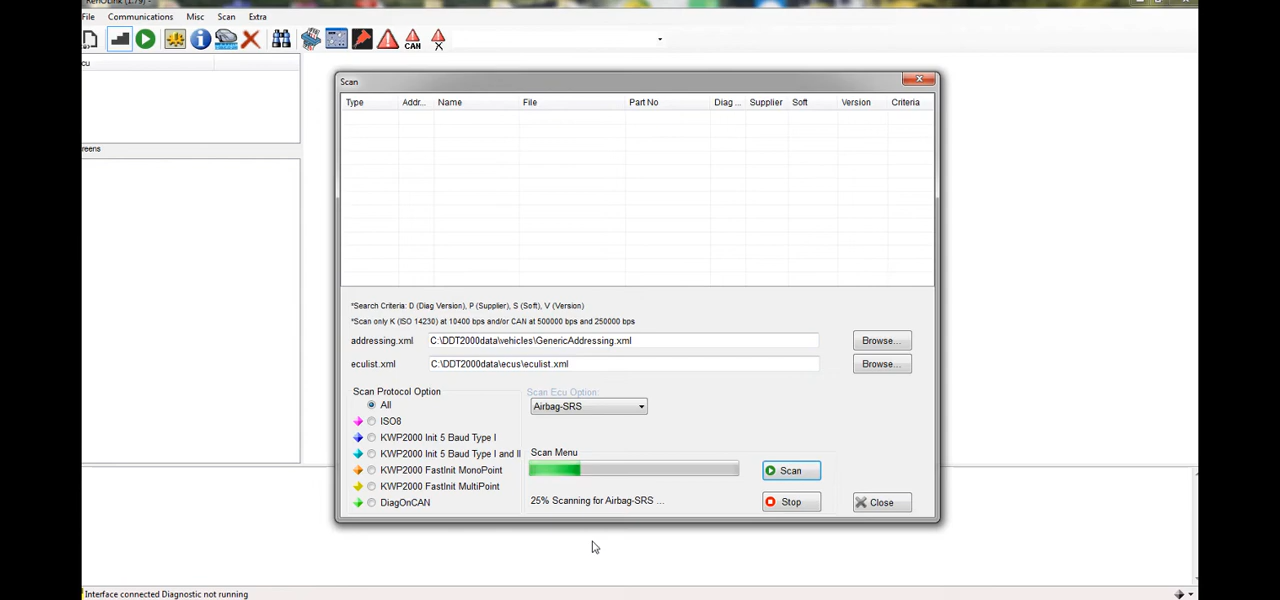 RenOLink (1.79) -
File Communications Misc Scan Extra
CAN
cu
Scan
Type Addr... Name File Part No Diag ... Supplier Soft Version Criteria
reens
*Search Criteria: D (Diag Version), P (Supplier), S (Soft), V (Version)
*Scan only K (ISO 14230) at 10400 bps and/or CAN at 500000 bps and 250000 bps
addressing.xml C:\DDT2000data\vehicles\GenericAddressing.xml Browse...
eculist.xml C:\DDT2000data\ecus\eculist.xml Browse...
Scan Protocol Option Scan Ecu Option:
All Airbag-SRS
ISO8
KWP2000 Init 5 Baud Type I
KWP2000 Init 5 Baud Type I and II Scan Menu
KWP2000 FastInit MonoPoint Scan
KWP2000 FastInit MultiPoint
DiagOnCAN 25% Scanning for Airbag-SRS ... Stop Close
Interface connected Diagnostic not running